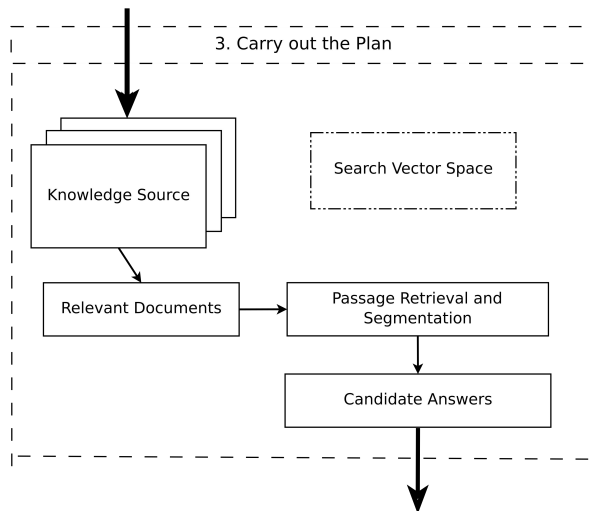 3. Carry out the Plan
Search Vector Space
Knowledge Source
Relevant Documents
Passage Retrieval and
Segmentation
Candidate Answers